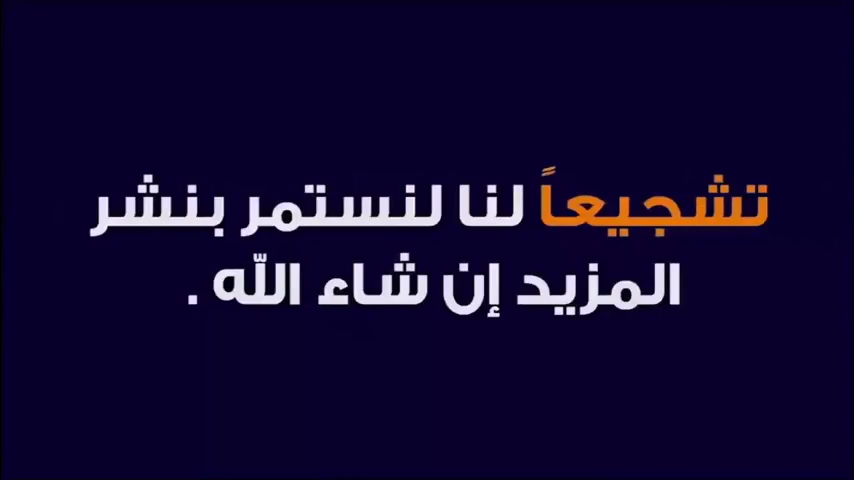 تشجيعاً لنا لنستمر بنشر
المزيد إن شاء الله .